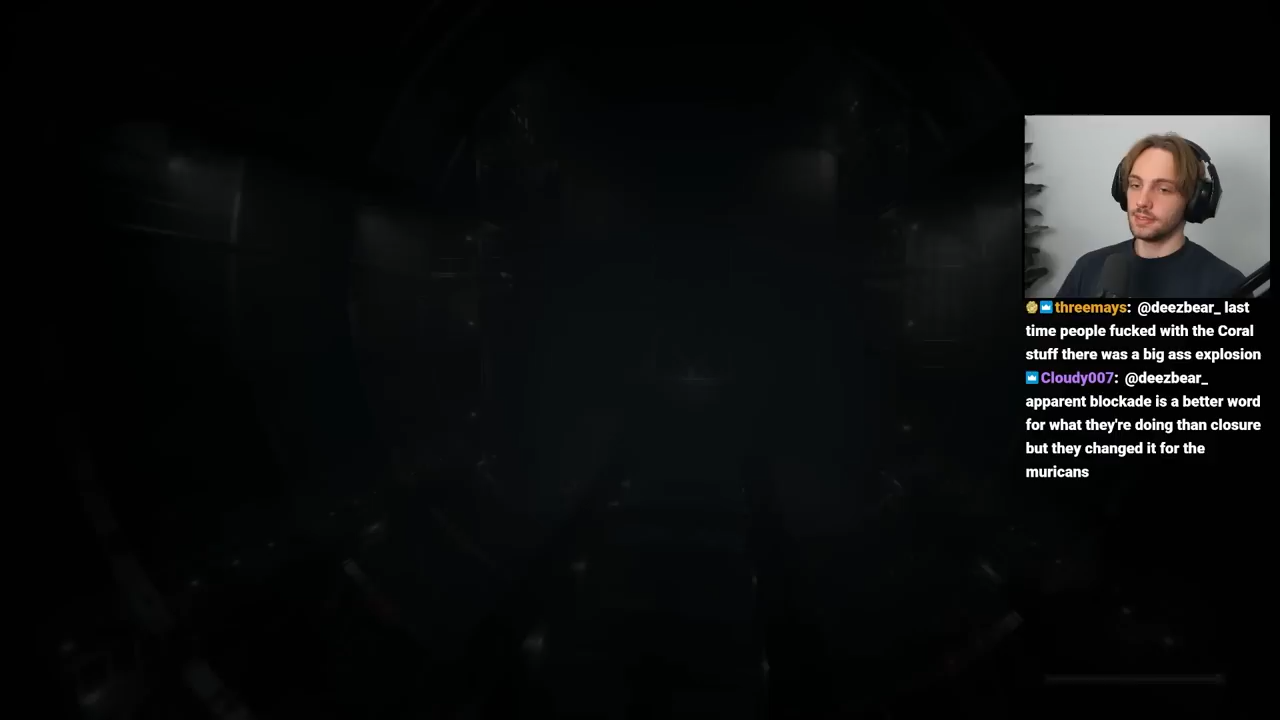 threemays: @deezbear_ last
time people fucked with the Coral
stuff there was a big ass explosion
Cloudy007: @deezbear_
apparent blockade is a better word
for what they're doing than closure
but they changed it for the
muricans